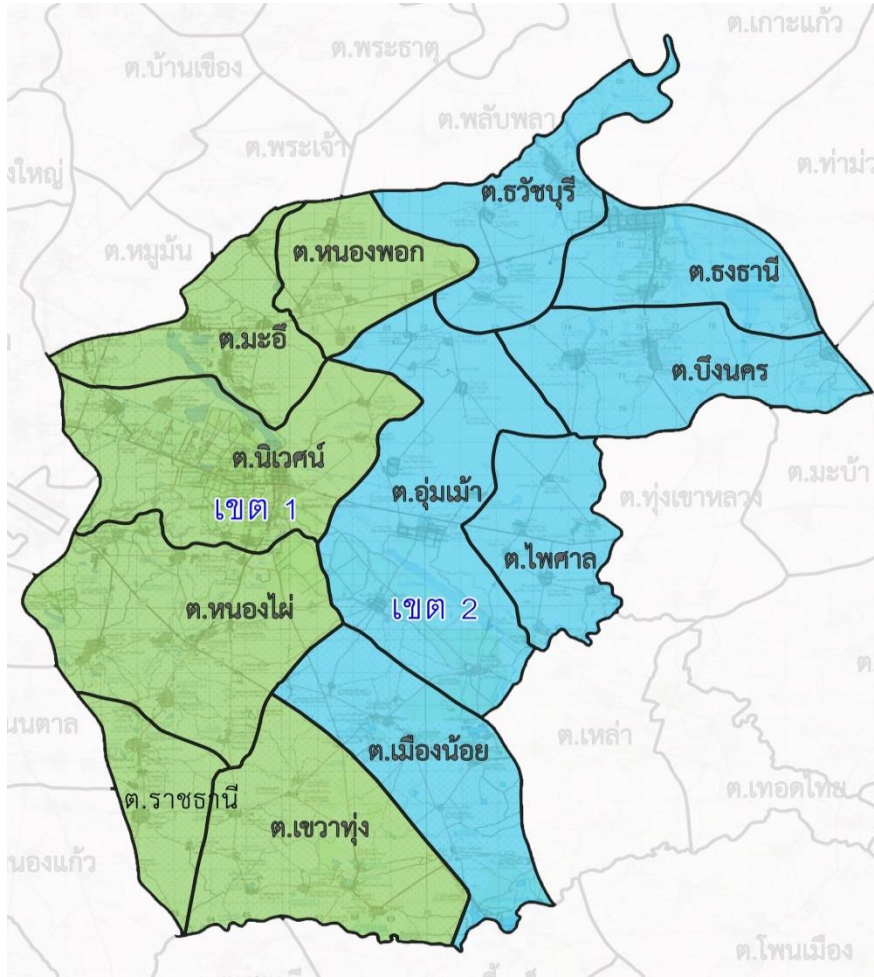 ต.เกาะแก้ว
ต.พระธาตุ
ต.บ้านเขือง
ต.พลับพลา
ต.พระเจ้า
ต.ธวัชบุรี
ต.หมูม้น
ต.หนองพอก
ต.ธงธานี
ต.มะอึ
ต.บึงนคร
ต.นิเวศน์
ต.มะบ้า
ต.อุ่มเม้า
ต.ทุ่งเขาหลวง
เขต 1
ต.ไพศาล
ต.หนองไผ่
เขต 2
ต.เหล่า
ต.เมืองน้อย
ต.เทอดไทย
ต.ราชธานี
ต.เขวาทุ่ง
ต.โพนเมือง